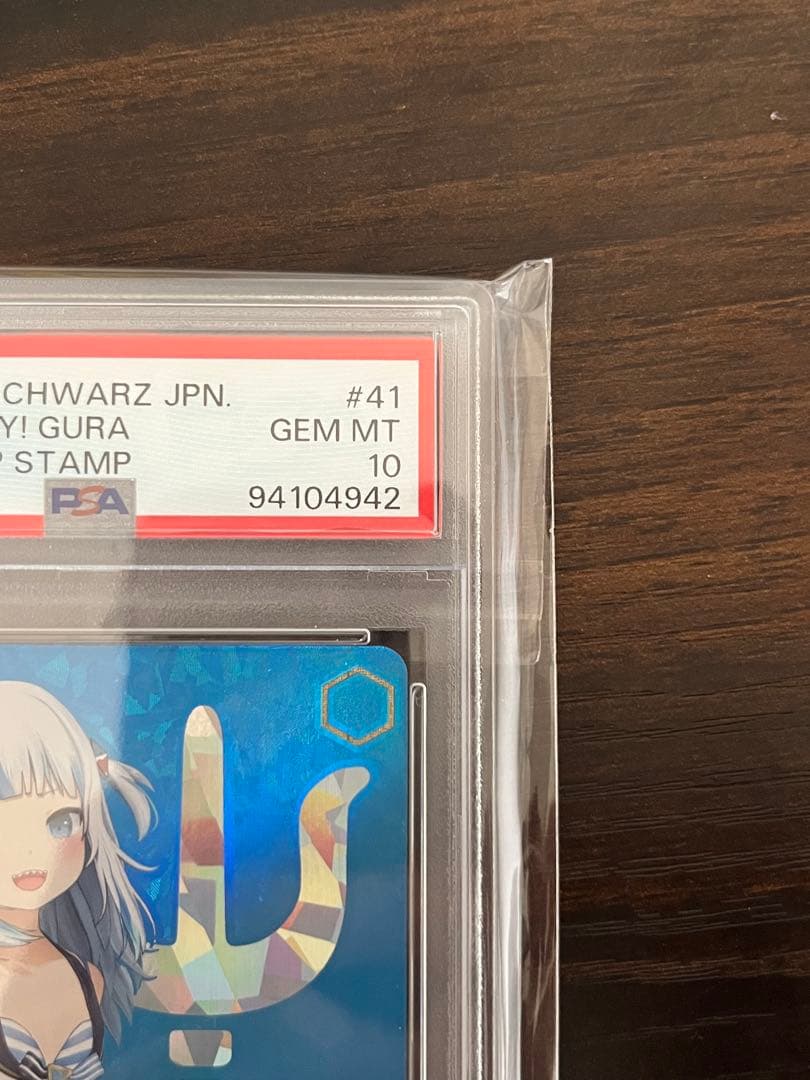 CHWARZ JPN. #41
Y! GURA GEM MT
STAMP 10
PSA 94104942